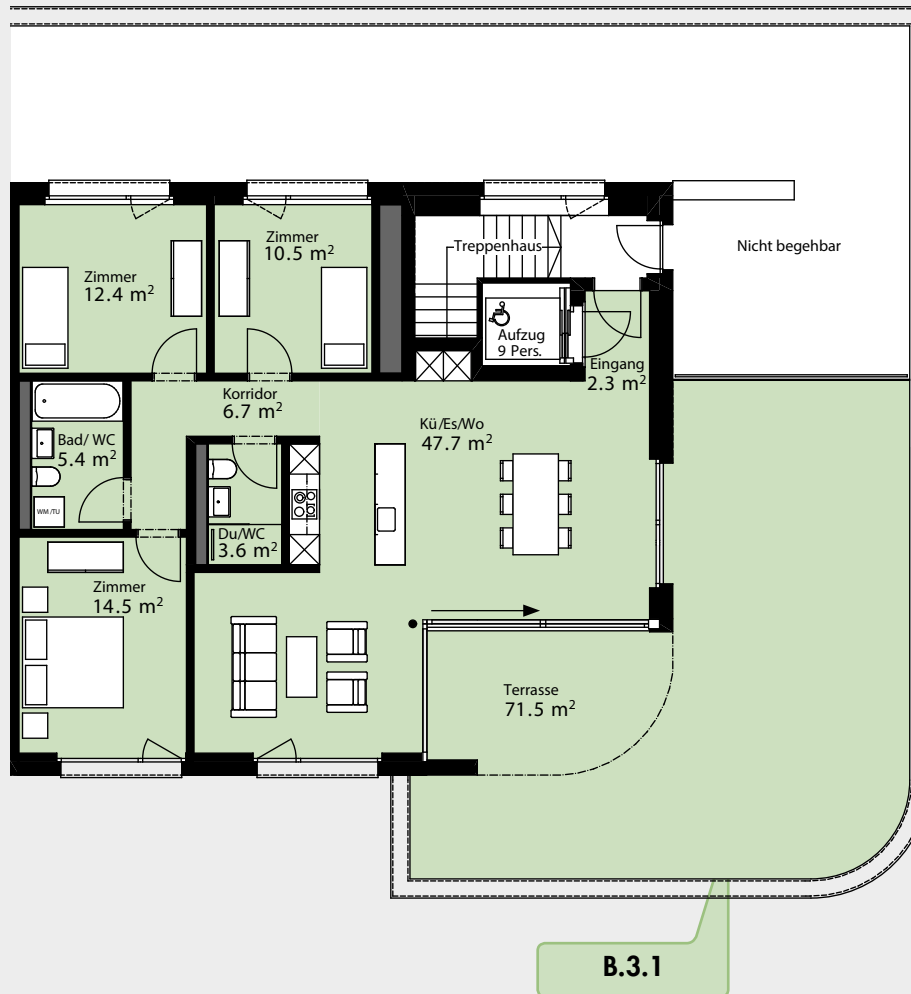 Zimmer
10.5 m²
Treppenhaus
Nicht begehbar
Zimmer
12.4 m²
Aufzug
9 Pers.
Eingang
2.3 m²
Korridor
6.7 m²
Kü/Es/Wo
47.7 m²
Bad/ WC
5.4 m²
WM /TU
Du/WC
3.6 m²
Zimmer
14.5 m²
Terrasse
71.5 m²
B.3.1